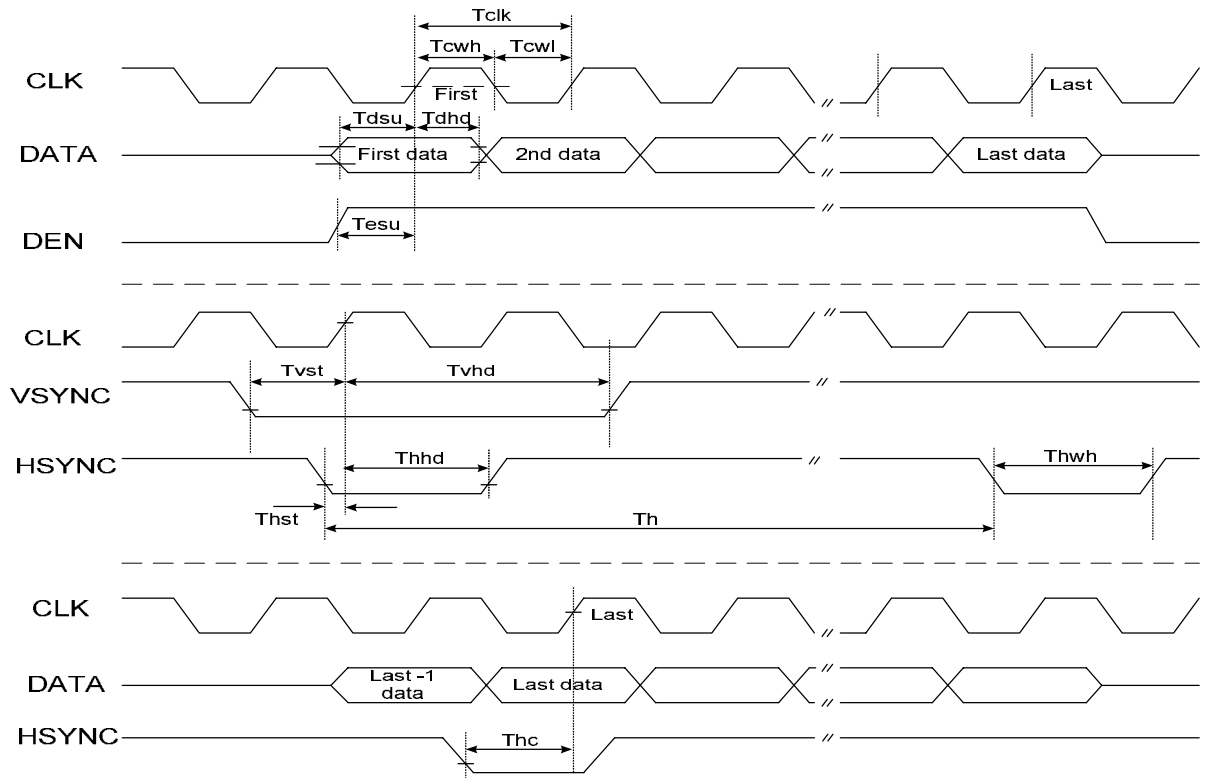 Tclk
Tcwh Tcwl
CLK
First
Last
Tdsu Tdhd
DATA
First data
2nd data
//
Last data
Tesu
DEN
//
CLK
//
Tvst Tvhd
VSYNC
//
HSYNC
Thhd
//
Thwh
Thst
Th
CLK
Last
//
DATA
Last -1
data
Last data
//
HSYNC
Thc
//